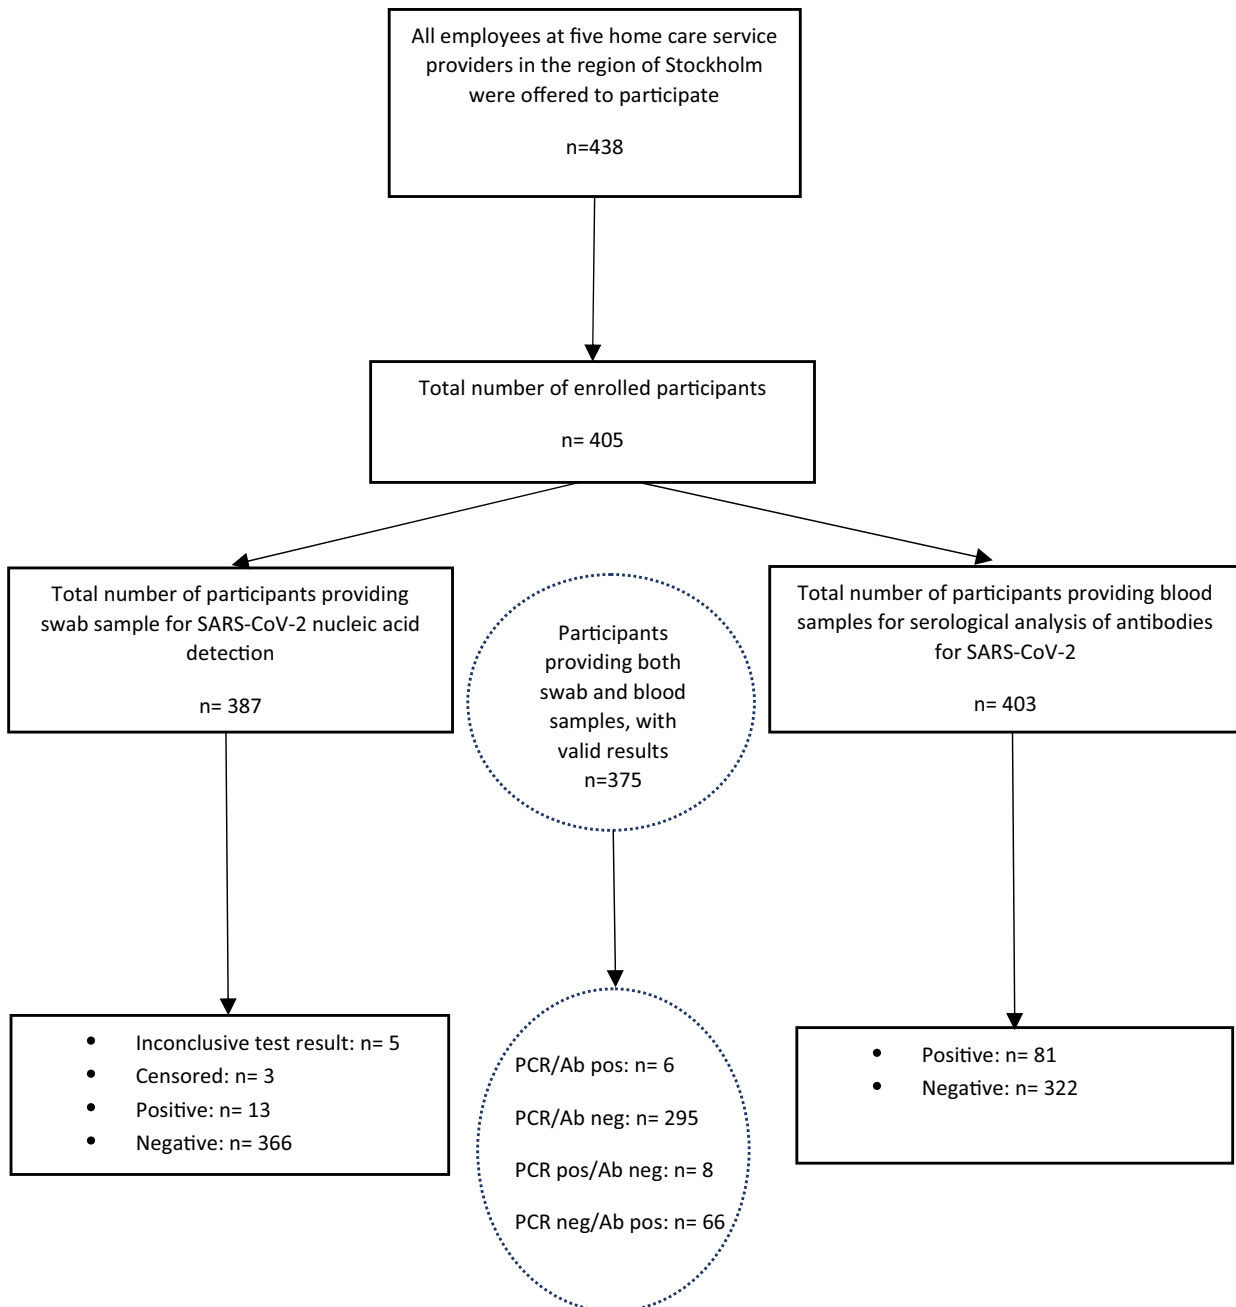 All employees at five home care service
providers in the region of Stockholm
were offered to participate
n=438
Total number of enrolled participants
n= 405
Total number of participants providing
swab sample for SARS-CoV-2 nucleic acid
detection
n= 387
Participants
providing both
swab and blood
samples, with
valid results
n=375
Total number of participants providing blood
samples for serological analysis of antibodies
for SARS-CoV-2
n= 403
• Inconclusive test result: n= 5
• Censored: n= 3
• Positive: n= 13
• Negative: n= 366
PCR/Ab pos: n= 6
PCR/Ab neg: n= 295
PCR pos/Ab neg: n= 8
PCR neg/Ab pos: n= 66
• Positive: n= 81
• Negative: n= 322